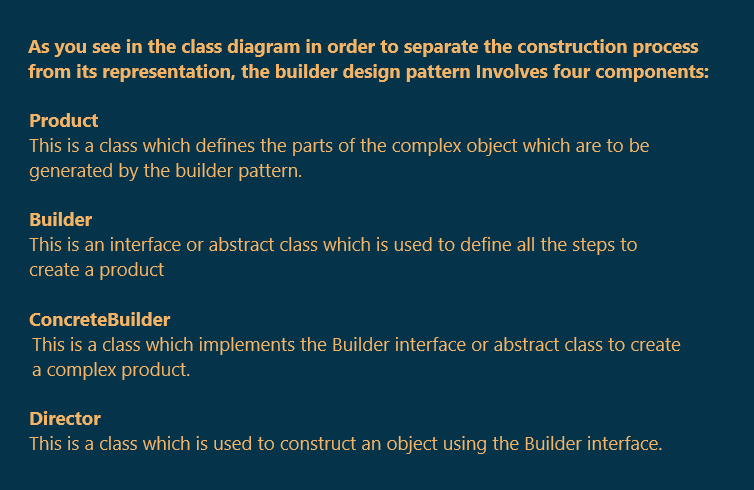 As you see in the class diagram in order to separate the construction process
from its representation, the builder design pattern Involves four components:
Product
This is a class which defines the parts of the complex object which are to be
generated by the builder pattern.
Builder
This is an interface or abstract class which is used to define all the steps to
create a product
ConcreteBuilder
This is a class which implements the Builder interface or abstract class to create
a complex product.
Director
This is a class which is used to construct an object using the Builder interface.